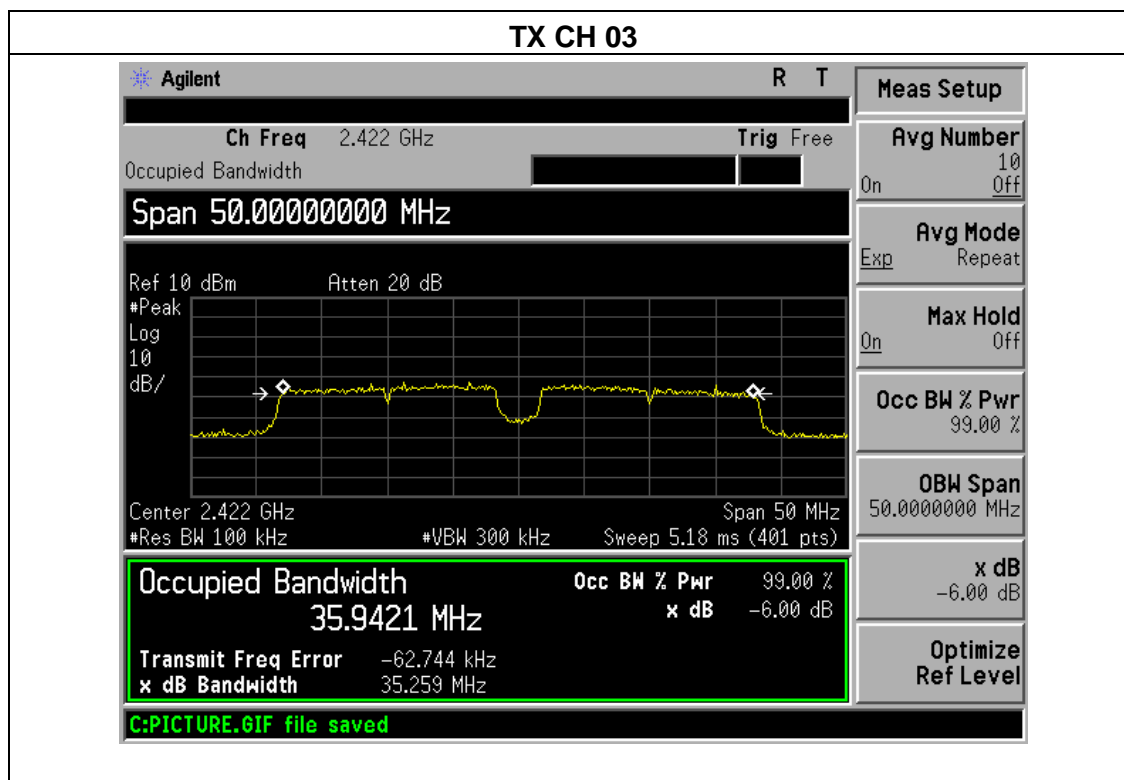 TX CH 03
Agilent R T
Ch Freq 2.422 GHz Trig Free
Occupied Bandwidth
Span 50.00000000 MHz
Ref 10 dBm Atten 20 dB
#Peak
Log
10
dB/
Center 2.422 GHz Span 50 MHz
#Res BW 100 kHz #VBW 300 kHz Sweep 5.18 ms (401 pts)
Occupied Bandwidth Occ BW % Pwr 99.00 %
35.9421 MHz x dB -6.00 dB
Transmit Freq Error -62.744 kHz
x dB Bandwidth 35.259 MHz
C:PICTURE.GIF file saved
Meas Setup
Avg Number
10
On Off
Avg Mode
Exp Repeat
Max Hold
On Off
Occ BW % Pwr
99.00 %
OBW Span
50.0000000 MHz
x dB
-6.00 dB
Optimize
Ref Level